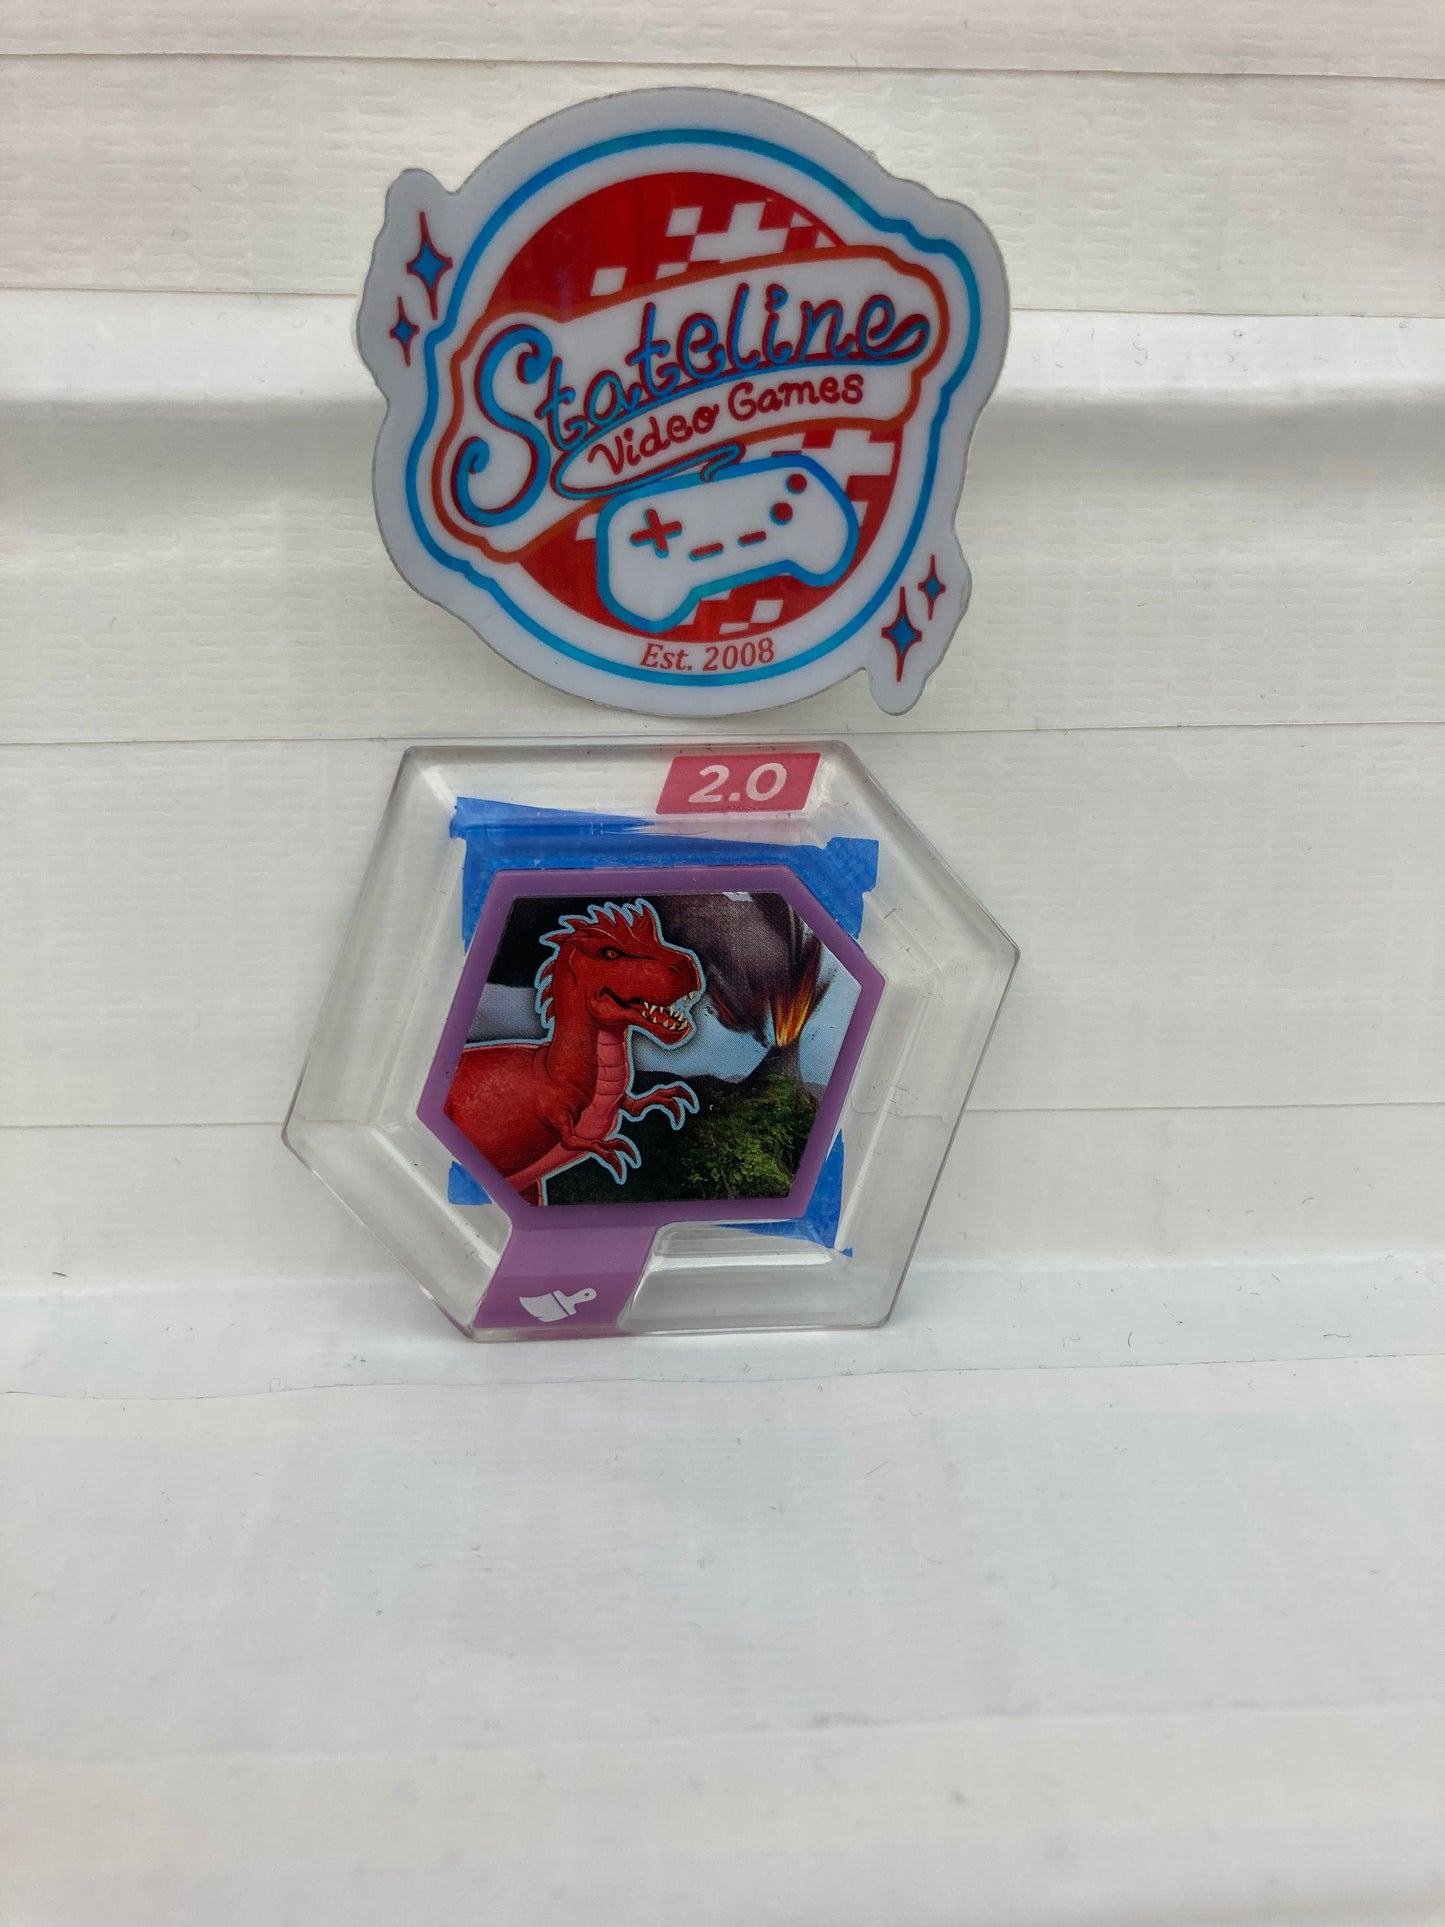 Stateline
Video Games
Est. 2008
2.0